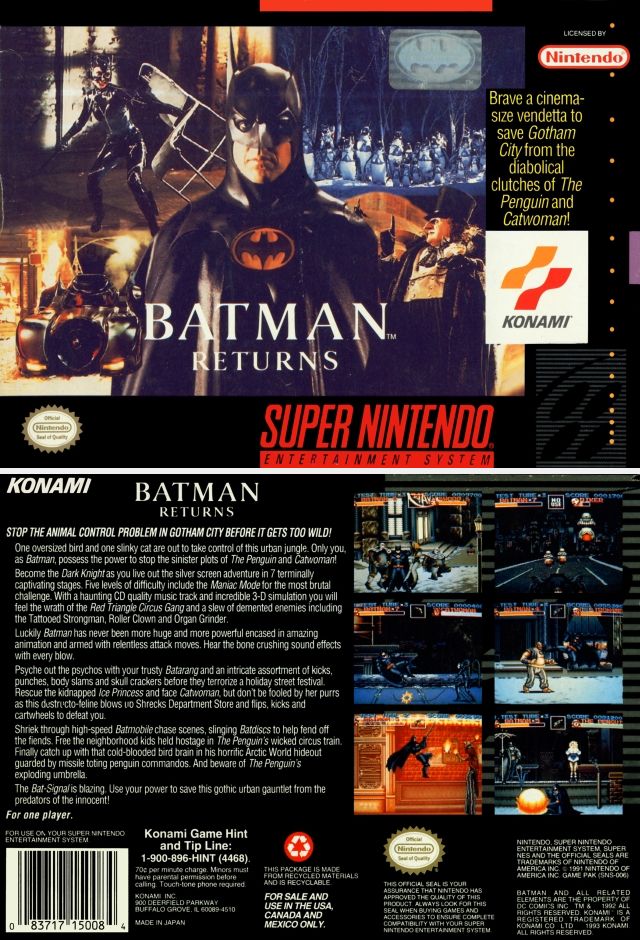 LICENSED BY
Nintendo
Brave a cinema-
size vendetta to
save Gotham
City from the
diabolical
clutches of The
Penguin and
Catwoman!
KONAMI
BATMAN TM
RETURNS
Official
Nintendo
Seal of Quality
SUPER NINTENDO
ENTERTAINMENT SYSTEM
KONAMI
BATMAN
RETURNS
STOP THE ANIMAL CONTROL PROBLEM IN GOTHAM CITY BEFORE IT GETS TOO WILD!
One oversized bird and one slinky cat are out to take control of this urban jungle. Only you,
as Batman, possess the power to stop the sinister plots of The Penguin and Catwoman!
Become the Dark Knight as you live out the silver screen adventure in 7 terminally
captivating stages. Five levels of difficulty include the Maniac Mode for the most brutal
challenge. With a haunting CD quality music track and incredible 3-D simulation you will
feel the wrath of the Red Triangle Circus Gang and a slew of demented enemies including
the Tattooed Strongman, Roller Clown and Organ Grinder.
Luckily Batman has never been more huge and more powerful encased in amazing
animation and armed with relentless attack moves. Hear the bone crushing sound effects
with every blow.
Psyche out the psychos with your trusty Batarang and an intricate assortment of kicks,
punches, body slams and skull crackers before they terrorize a holiday street festival.
Rescue the kidnapped Ice Princess and face Catwoman, but don't be fooled by her purrs
as this destructo-feline blows up Shrecks Department Store and flips, kicks and
cartwheels to defeat you.
Shriek through high-speed Batmobile chase scenes, slinging Batdiscs to help fend off
the fiends. Free the neighborhood kids held hostage in The Penguin's wicked circus train.
Finally catch up with that cold-blooded bird brain in his horrific Arctic World hideout
guarded by missile toting penguin commandos. And beware of The Penguin's
exploding umbrella.
The Bat-Signal is blazing. Use your power to save this gothic urban gauntlet from the
predators of the innocent!
For one player.
FOR USE ON YOUR SUPER NINTENDO
ENTERTAINMENT SYSTEM
0 83717 15008 4
Konami Game Hint
and Tip Line:
1-900-896-HINT (4468).
70¢ per minute charge. Minors must
have parental permission before
calling. Touch-tone phone required.
KONAMI INC.
900 DEERFIELD PARKWAY
BUFFALO GROVE, IL 60089-4510
MADE IN JAPAN
THIS PACKAGE IS MADE
FROM RECYCLED MATERIALS
AND IS RECYCLABLE.
FOR SALE AND
USE IN THE USA,
CANADA AND
MEXICO ONLY.
Official
Nintendo
Seal of Quality
THIS OFFICIAL SEAL IS YOUR
ASSURANCE THAT NINTENDO HAS
APPROVED THE QUALITY OF THIS
PRODUCT. ALWAYS LOOK FOR THIS
SEAL WHEN BUYING GAMES AND
ACCESSORIES TO ENSURE COMPLETE
COMPATIBILITY WITH YOUR SUPER
NINTENDO ENTERTAINMENT SYSTEM.
NINTENDO, SUPER NINTENDO
ENTERTAINMENT SYSTEM, SUPER
NES AND THE OFFICIAL SEALS ARE
TRADEMARKS OF NINTENDO OF
AMERICA INC. © 1991 NINTENDO OF
AMERICA INC. GAME PAK (SNS-006)
BATMAN AND ALL RELATED
ELEMENTS ARE THE PROPERTY OF
DC COMICS INC. TM & © 1992 ALL
RIGHTS RESERVED. KONAMI® IS A
REGISTERED TRADEMARK OF
KONAMI CO. LTD. © 1993 KONAMI.
ALL RIGHTS RESERVED.